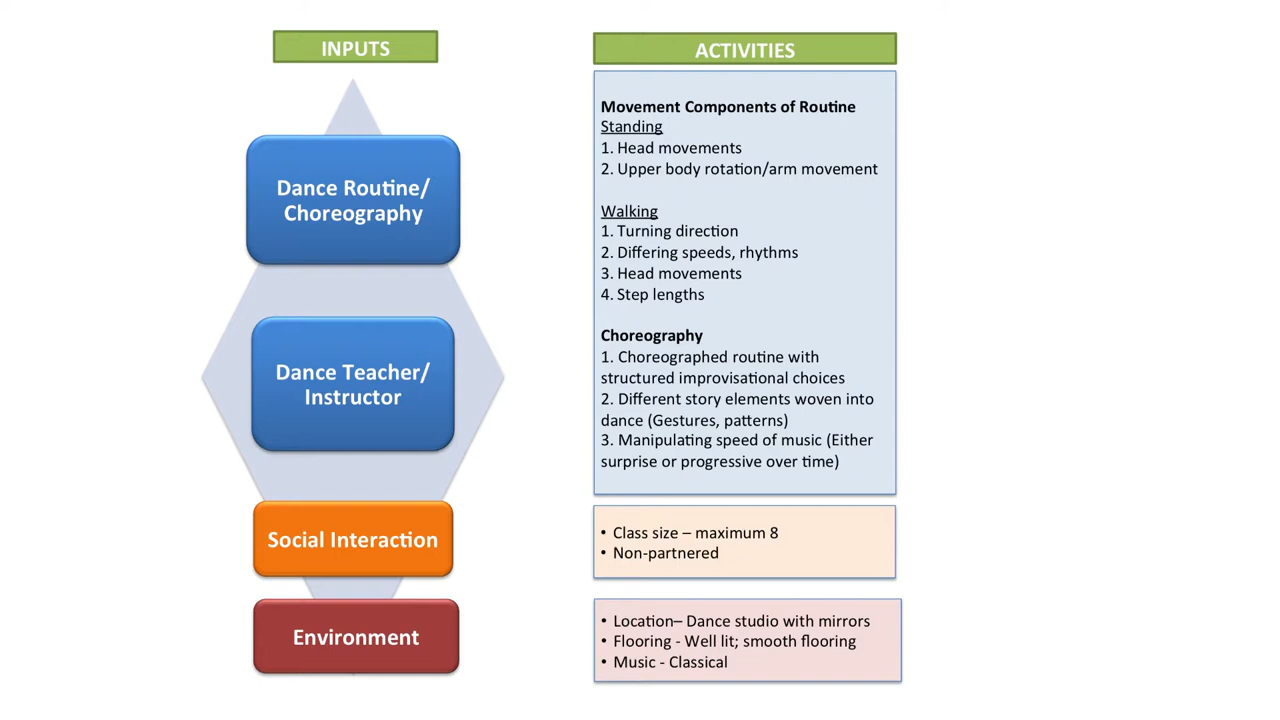 INPUTS
Dance Routine/
Choreography
Dance Teacher/
Instructor
Social Interaction
Environment
ACTIVITIES
Movement Components of Routine
Standing
1. Head movements
2. Upper body rotation/arm movement
Walking
1. Turning direction
2. Differing speeds, rhythms
3. Head movements
4. Step lengths
Choreography
1. Choreographed routine with
structured improvisational choices
2. Different story elements woven into
dance (Gestures, patterns)
3. Manipulating speed of music (Either
surprise or progressive over time)
• Class size – maximum 8
• Non-partnered
• Location– Dance studio with mirrors
• Flooring - Well lit; smooth flooring
• Music - Classical